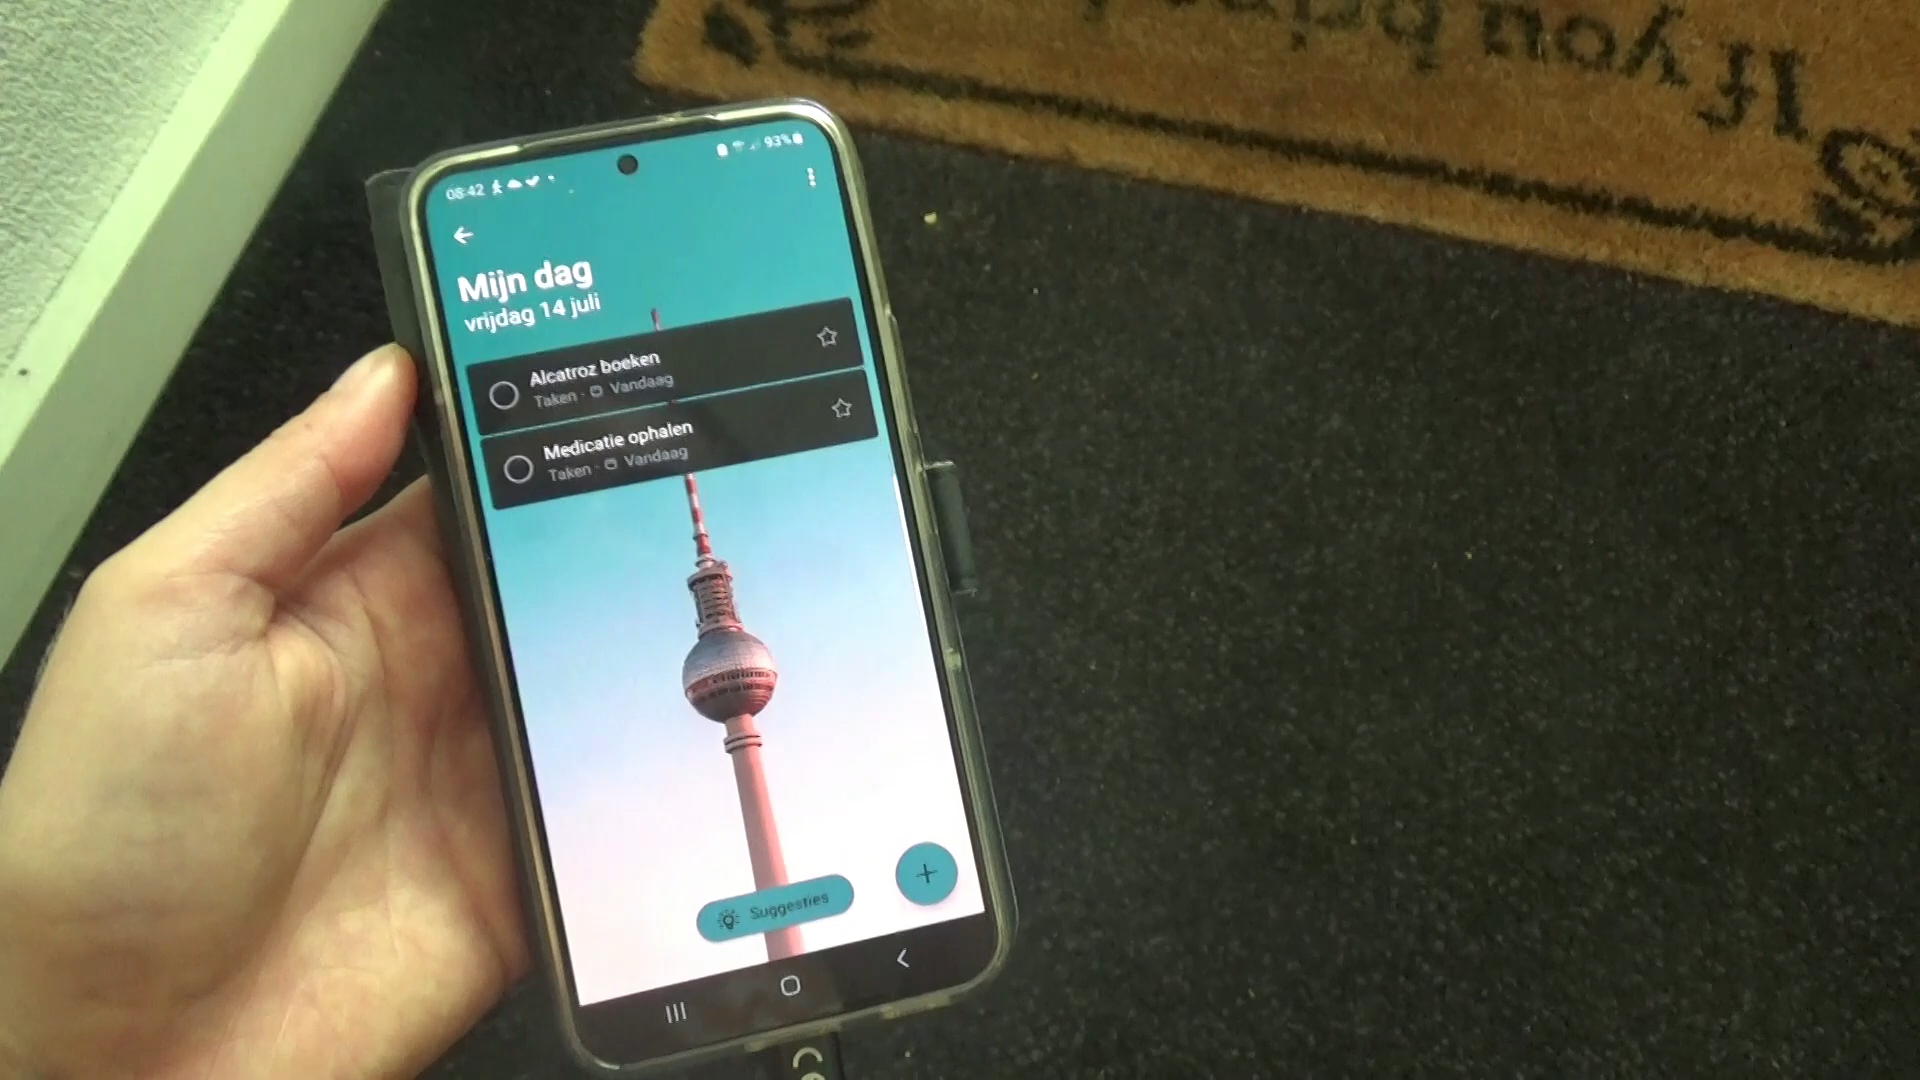 If you
08:42
93%
Mijn dag
vrijdag 14 juli
Alcatroz boeken
Taken · Vandaag
Medicatie ophalen
Taken · Vandaag
Suggesties